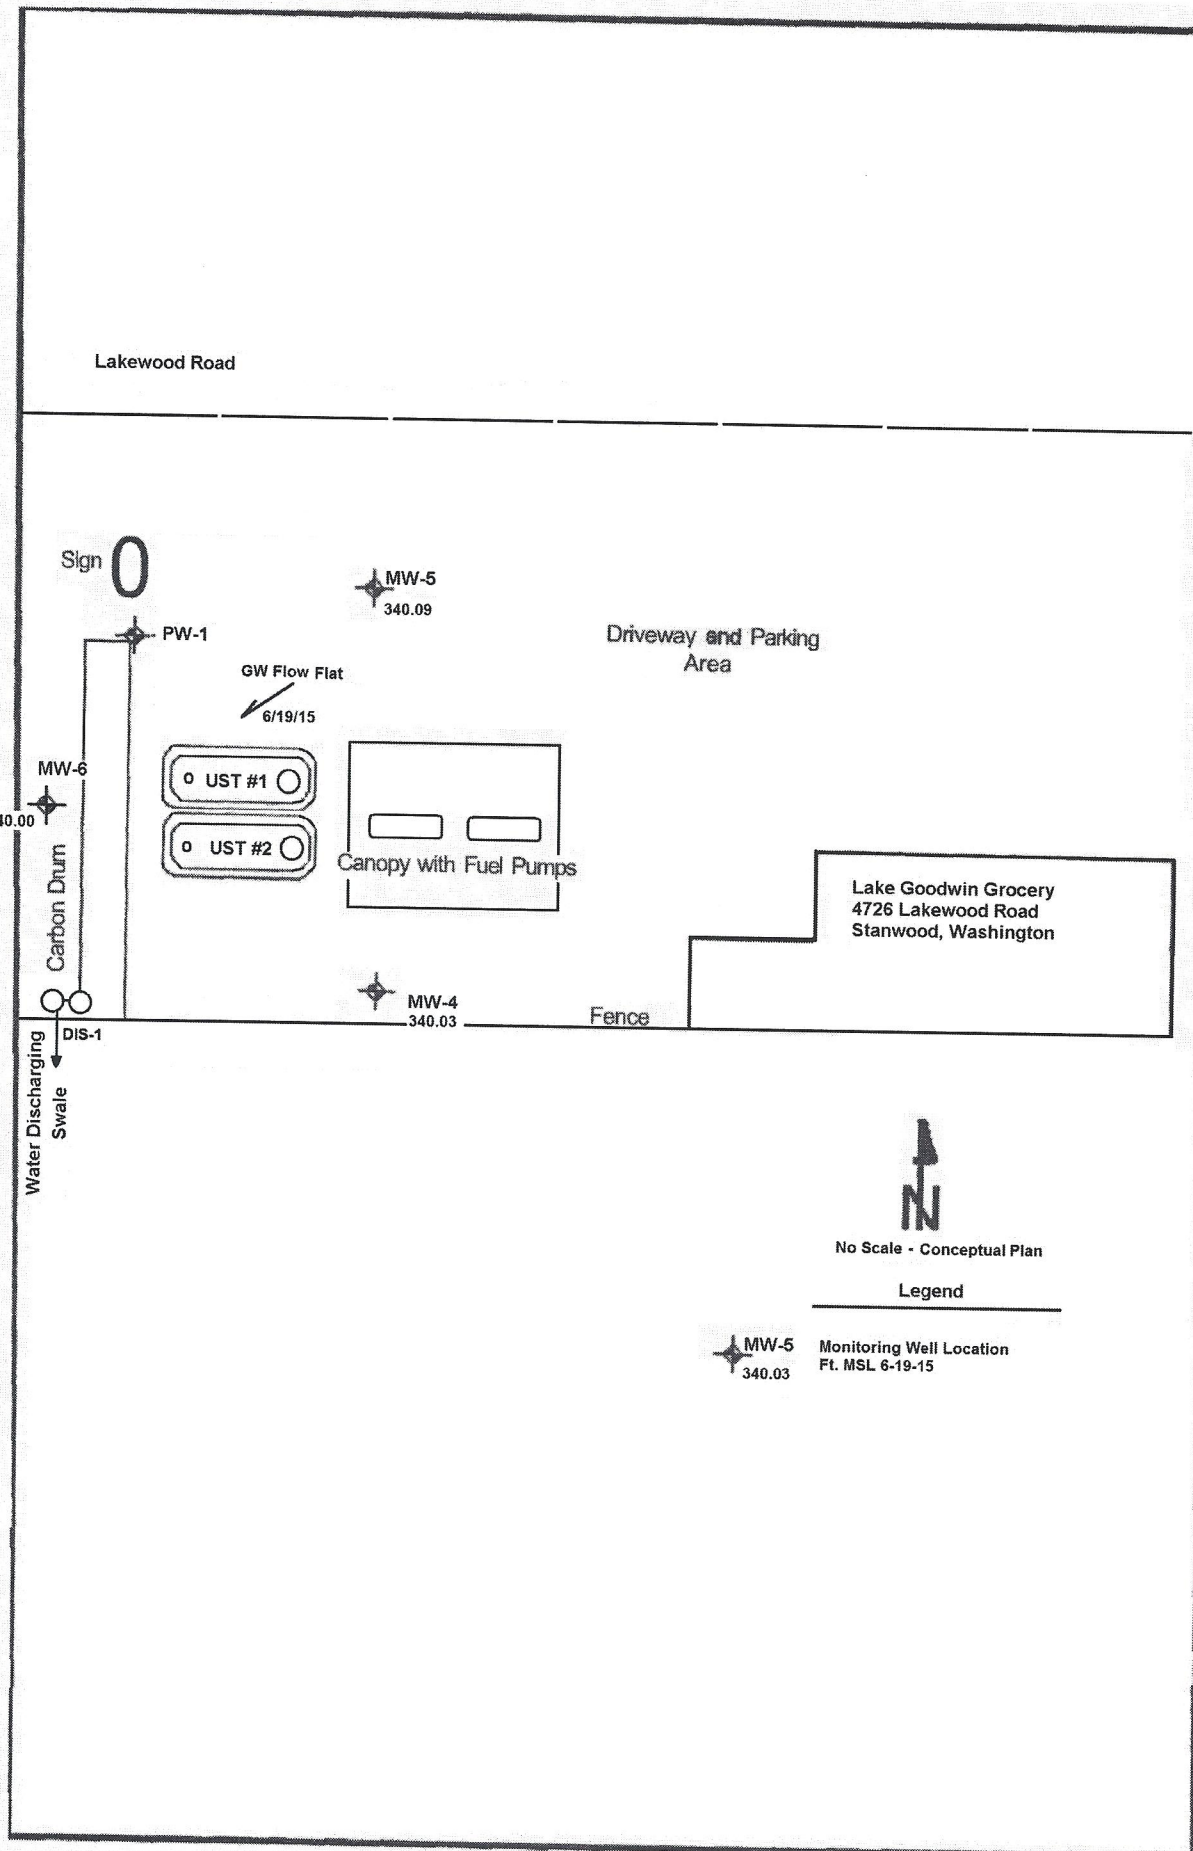 Lakewood Road
Sign
MW-5
340.09
PW-1
Driveway and Parking
Area
GW Flow Flat
6/19/15
MW-6
40.00
UST #1
UST #2
Canopy with Fuel Pumps
Carbon Drum
Lake Goodwin Grocery
4726 Lakewood Road
Stanwood, Washington
MW-4
340.03
Fence
DIS-1
Water Discharging
Swale
N
No Scale - Conceptual Plan
Legend
MW-5
340.03
Monitoring Well Location
Ft. MSL 6-19-15